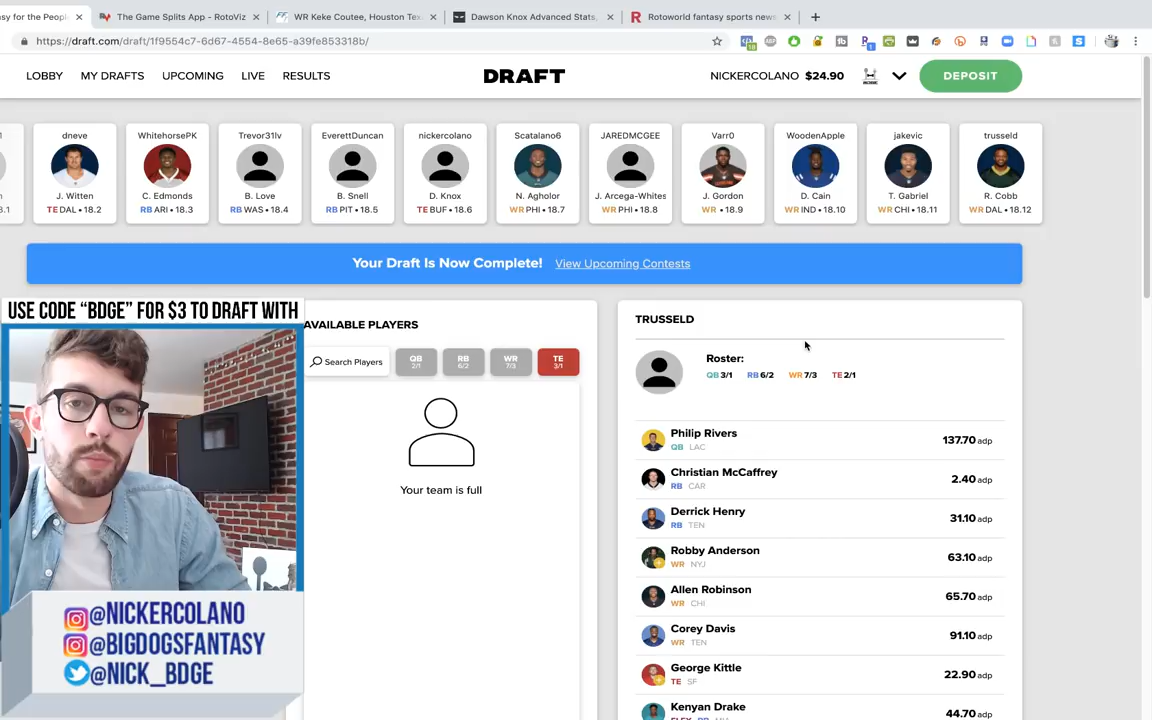 sy for the People
The Game Splits App - RotoViz
WR Keke Coutee, Houston Tex
Dawson Knox Advanced Stats,
Rotoworld fantasy sports news
https://draft.com/draft/1f9554c7-6d67-4554-8e65-a39fe853318b/
LOBBY MY DRAFTS UPCOMING LIVE RESULTS
DRAFT
NICKERCOLANO $24.90
DEPOSIT
dneve
J. Witten
TE DAL • 18.2
WhitehorsePK
C. Edmonds
RB ARI • 18.3
Trevor31lv
B. Love
RB WAS • 18.4
EverettDuncan
B. Snell
RB PIT • 18.5
nickercolano
D. Knox
TE BUF • 18.6
Scatalano6
N. Agholor
WR PHI • 18.7
JAREDMCGEE
J. Arcega-Whites
WR PHI • 18.8
Varr0
J. Gordon
WR • 18.9
WoodenApple
D. Cain
WR IND • 18.10
jakevic
T. Gabriel
WR CHI • 18.11
trusseld
R. Cobb
WR DAL • 18.12
Your Draft Is Now Complete! View Upcoming Contests
USE CODE "BDGE" FOR $3 TO DRAFT WITH
AVAILABLE PLAYERS
Search Players
QB
2/1
RB
6/2
WR
7/3
TE
3/1
Your team is full
TRUSSELD
Roster:
QB 3/1 RB 6/2 WR 7/3 TE 2/1
Philip Rivers
QB LAC
137.70 adp
Christian McCaffrey
RB CAR
2.40 adp
Derrick Henry
RB TEN
31.10 adp
Robby Anderson
WR NYJ
63.10 adp
Allen Robinson
WR CHI
65.70 adp
Corey Davis
WR TEN
91.10 adp
George Kittle
TE SF
22.90 adp
Kenyan Drake
44.70 adp
@NICKERCOLANO
@BIGDOGSFANTASY
@NICK_BDGE